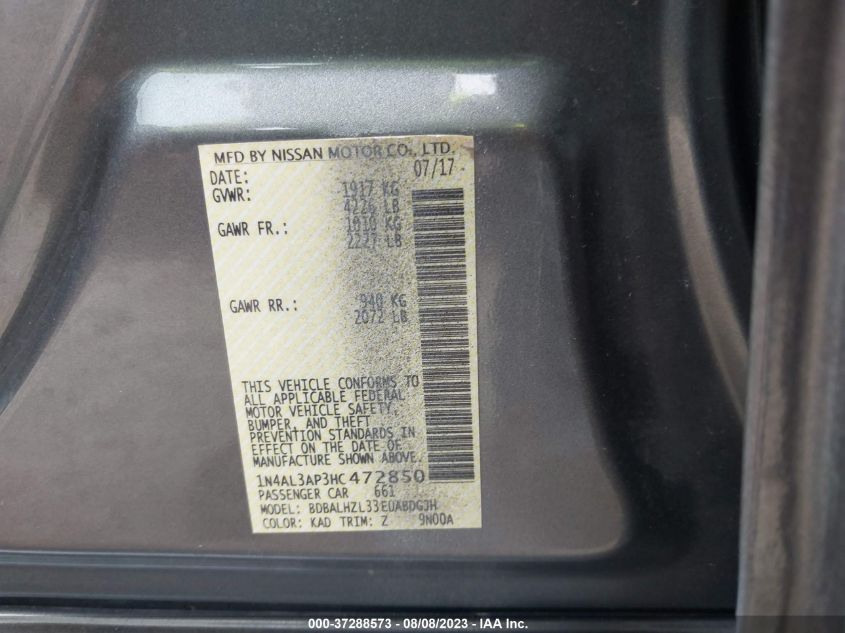 MFD BY NISSAN MOTOR CO., LTD.
DATE: 07/17
GVWR: 1917 KG
4226 LB
GAWR FR.: 1010 KG
2227 LB
GAWR RR.: 940 KG
2072 LB
THIS VEHICLE CONFORMS TO
ALL APPLICABLE FEDERAL
MOTOR VEHICLE SAFETY,
BUMPER, AND THEFT
PREVENTION STANDARDS IN
EFFECT ON THE DATE OF
MANUFACTURE SHOWN ABOVE.
1N4AL3AP3HC472850
PASSENGER CAR 661
MODEL: BDBALHZL33EUABDG3H
COLOR: KAD TRIM: Z 9N00A
000-37288573 - 08/08/2023 - IAA Inc.